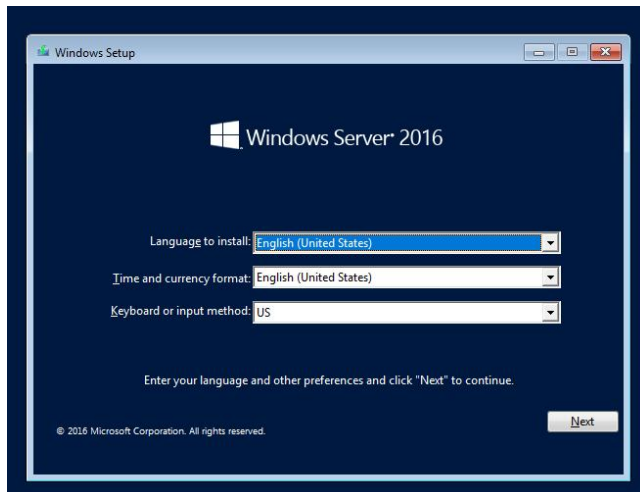 Windows Setup
Windows Server® 2016
Language to install: English (United States)
Time and currency format: English (United States)
Keyboard or input method: US
Enter your language and other preferences and click "Next" to continue.
© 2016 Microsoft Corporation. All rights reserved.
Next